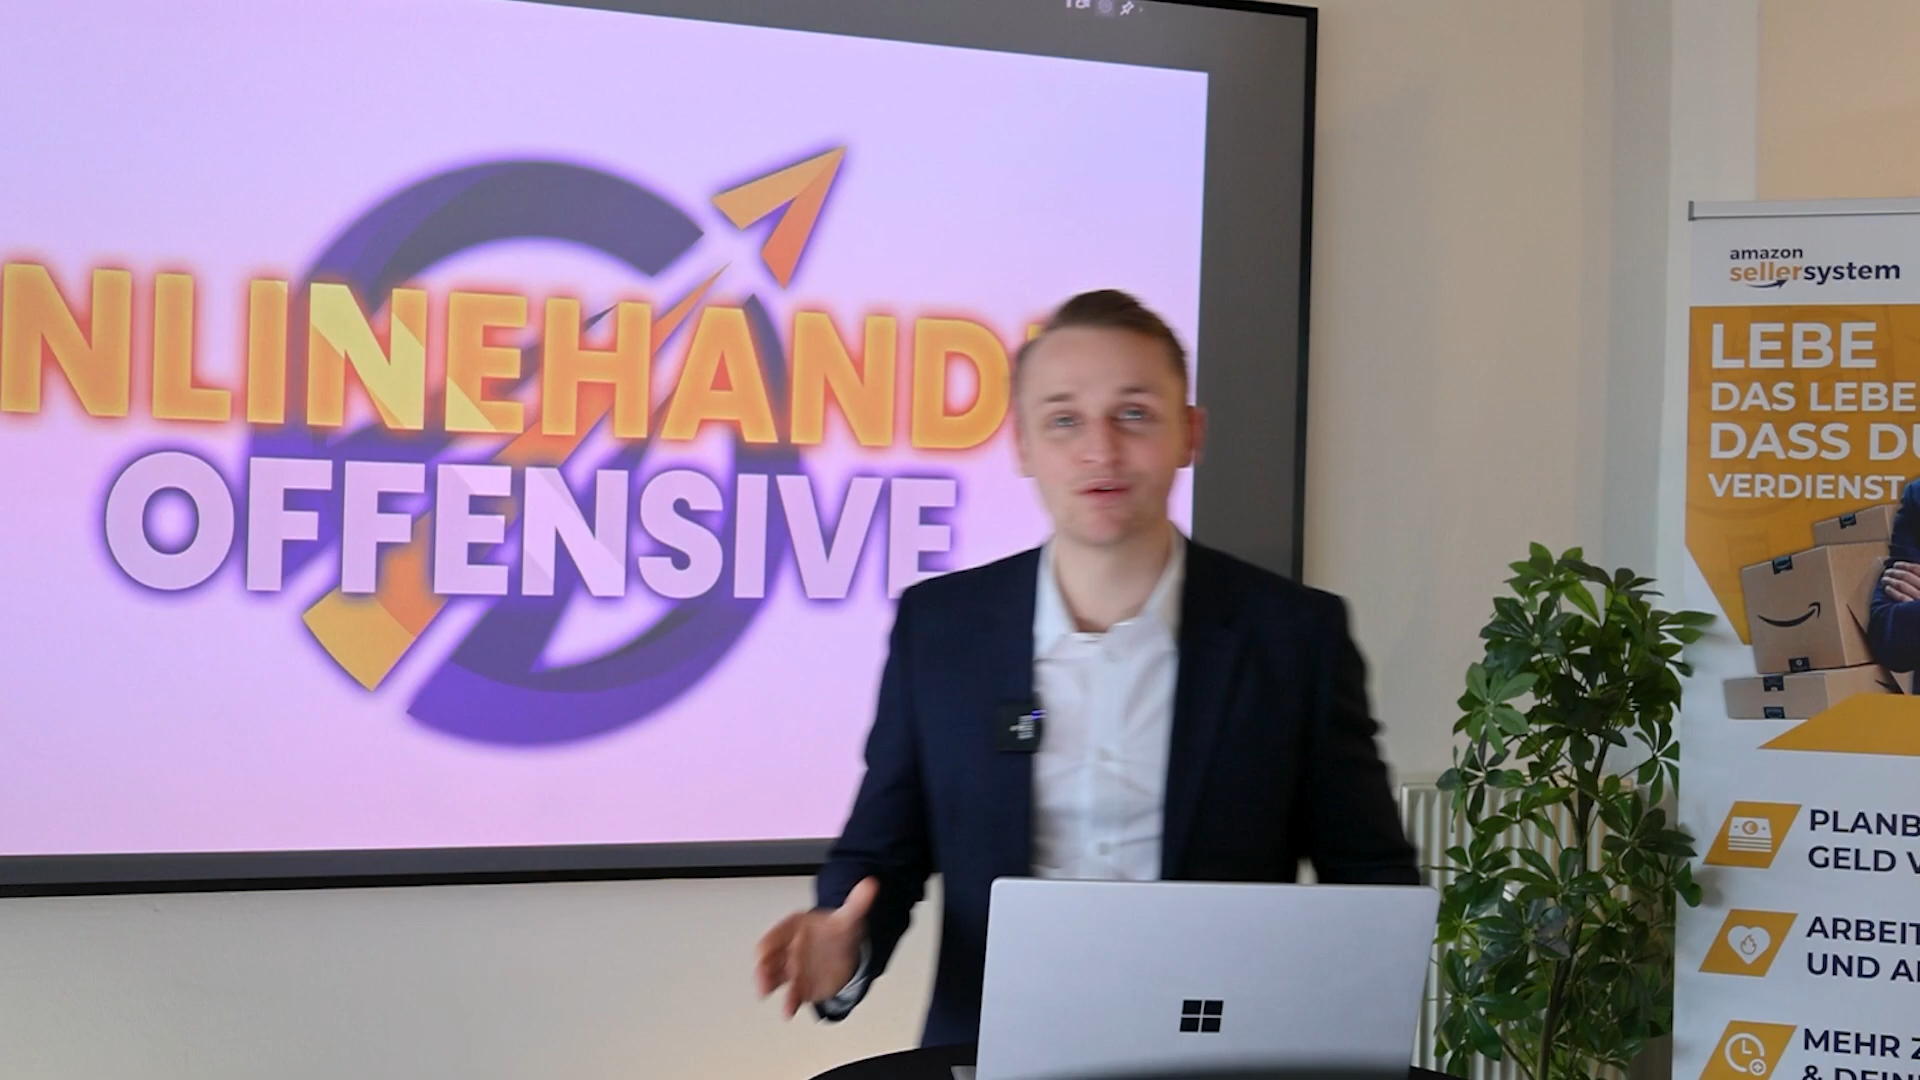 NLINEHAND
OFFENSIVE
amazon
sellersystem
LEBE
DAS LEBE
DASS DU
VERDIENST
PLANB
GELD V
ARBEIT
UND A
MEHR Z
& DEIN